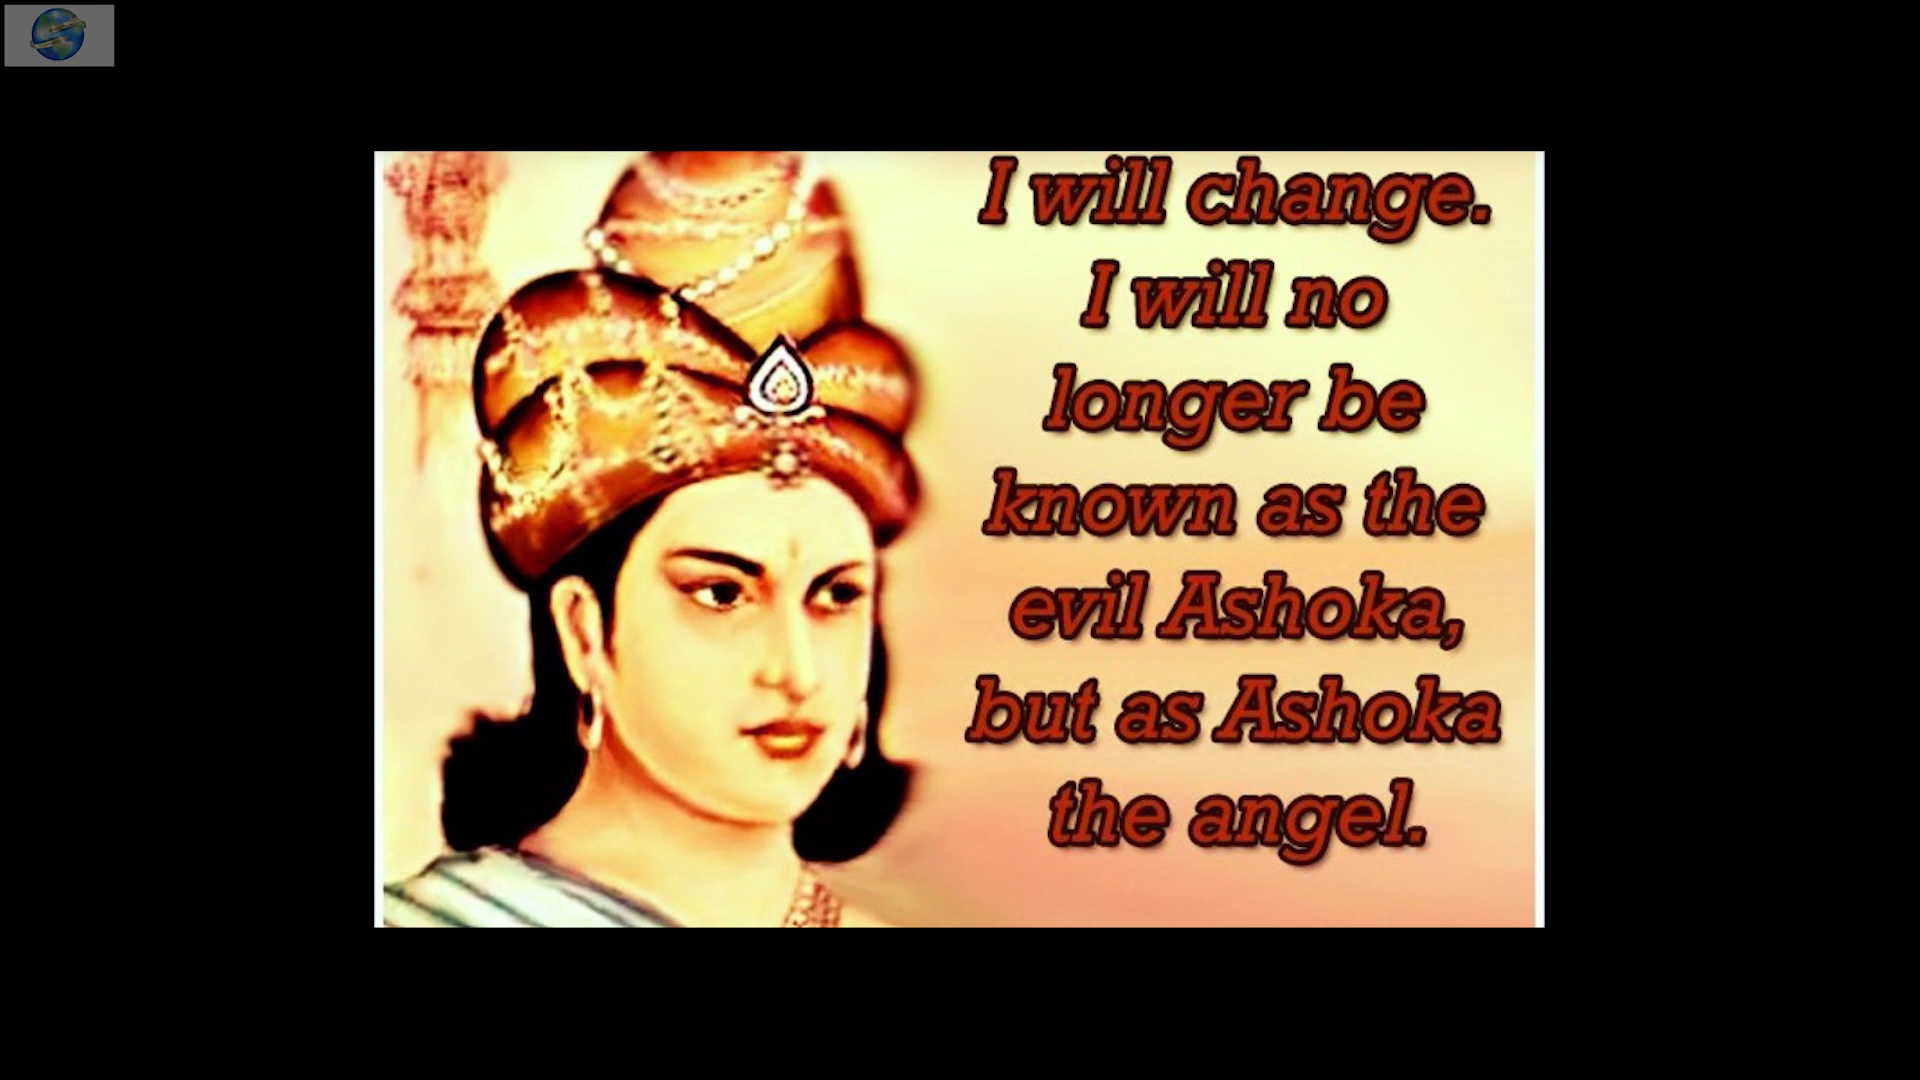 I will change.
I will no
longer be
known as the
evil Ashoka,
but as Ashoka
the angel.